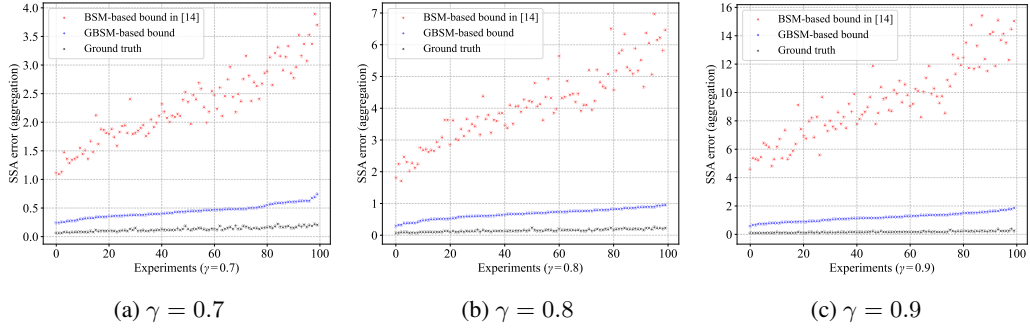 BSM-based bound in [14]
GBSM-based bound
Ground truth
SSA error (aggregation)
4.0
3.5
3.0
2.5
2.0
1.5
1.0
0.5
0.0
0 20 40 60 80 100
Experiments (γ=0.7)
(a) γ = 0.7
BSM-based bound in [14]
GBSM-based bound
Ground truth
SSA error (aggregation)
7
6
5
4
3
2
1
0
0 20 40 60 80 100
Experiments (γ=0.8)
(b) γ = 0.8
BSM-based bound in [14]
GBSM-based bound
Ground truth
SSA error (aggregation)
16
14
12
10
8
6
4
2
0
0 20 40 60 80 100
Experiments (γ=0.9)
(c) γ = 0.9